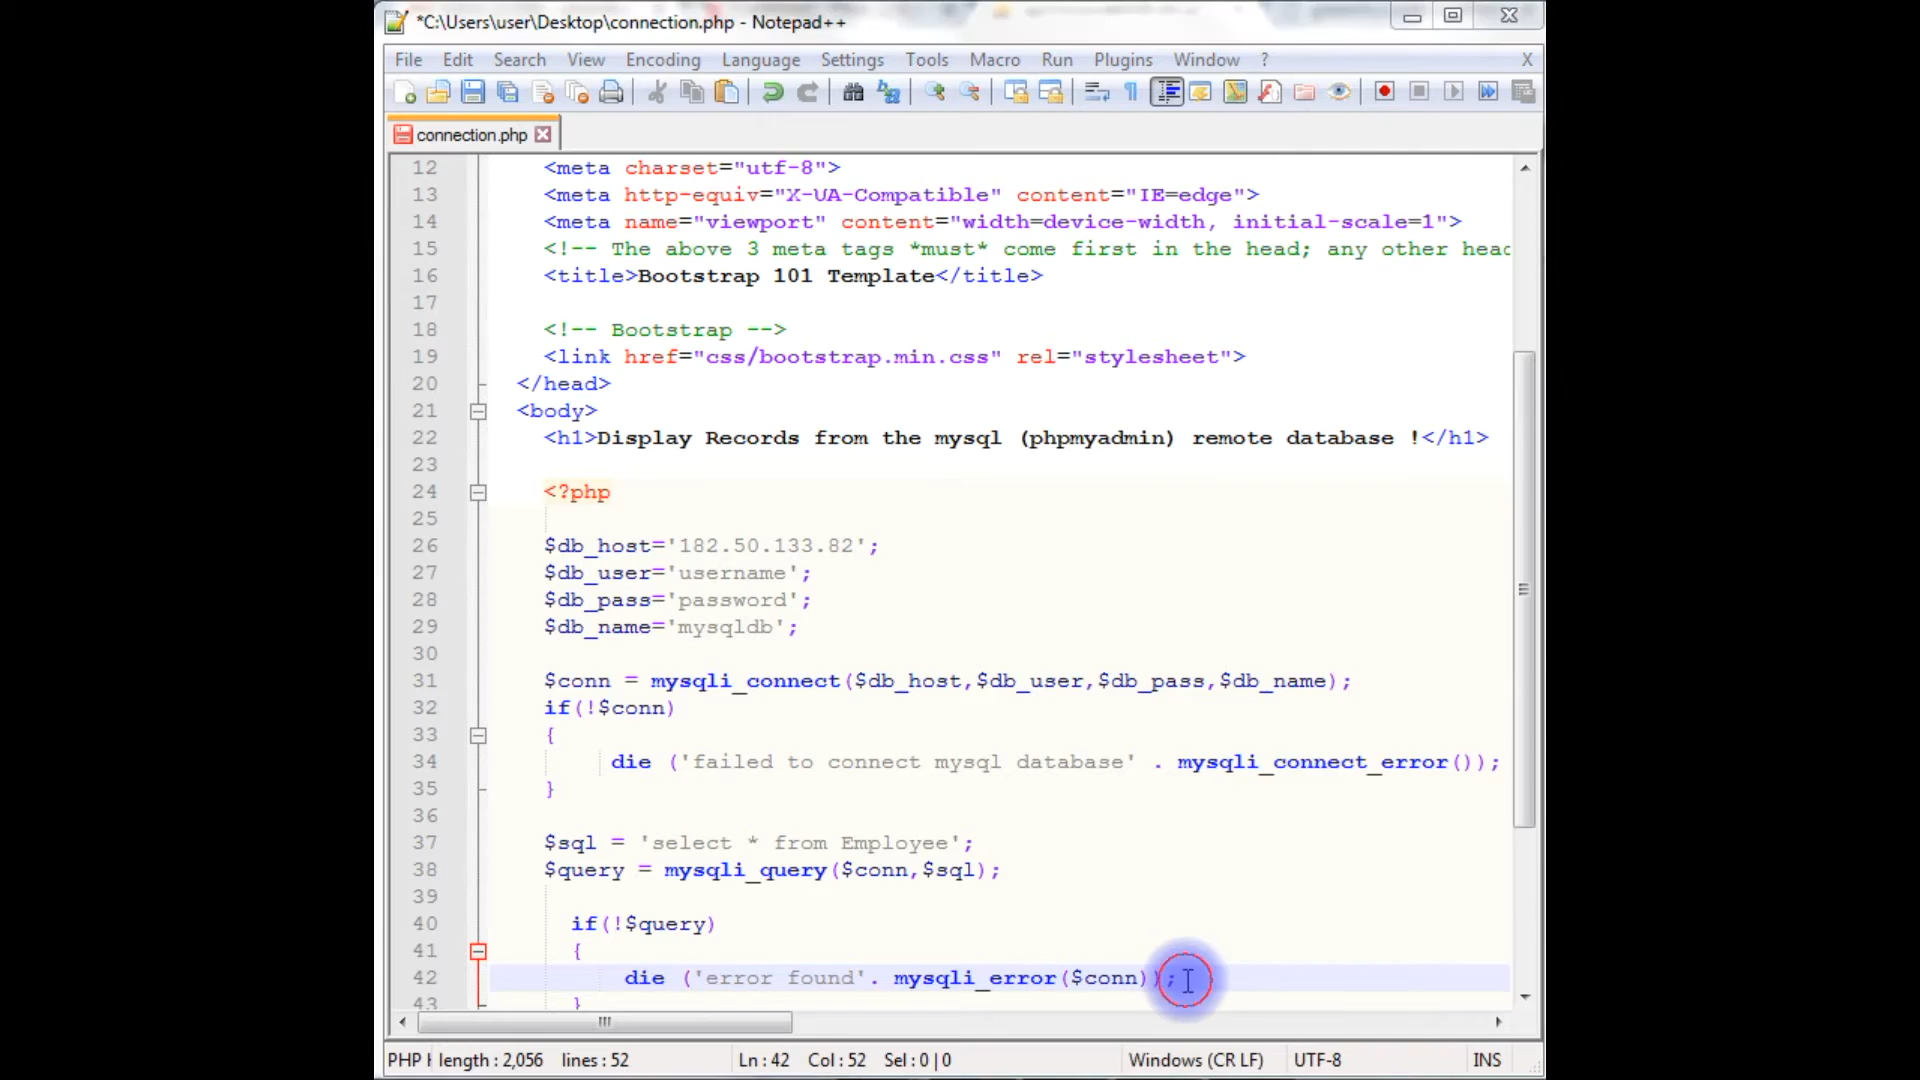 *C:\Users\user\Desktop\connection.php - Notepad++
File Edit Search View Encoding Language Settings Tools Macro Run Plugins Window ? X
connection.php
12 <meta charset="utf-8">
13 <meta http-equiv="X-UA-Compatible" content="IE=edge">
14 <meta name="viewport" content="width=device-width, initial-scale=1">
15 <!-- The above 3 meta tags *must* come first in the head; any other head
16 <title>Bootstrap 101 Template</title>
17
18 <!-- Bootstrap -->
19 <link href="css/bootstrap.min.css" rel="stylesheet">
20 </head>
21 <body>
22 <h1>Display Records from the mysql (phpmyadmin) remote database !</h1>
23
24 <?php
25
26 $db_host='182.50.133.82';
27 $db_user='username';
28 $db_pass='password';
29 $db_name='mysqldb';
30
31 $conn = mysqli_connect($db_host,$db_user,$db_pass,$db_name);
32 if(!$conn)
33 {
34 die ('failed to connect mysql database' . mysqli_connect_error());
35 }
36
37 $sql = 'select * from Employee';
38 $query = mysqli_query($conn,$sql);
39
40 if(!$query)
41 {
42 die ('error found'. mysqli_error($conn));
43 }
PHP length : 2,056 lines : 52 Ln : 42 Col : 52 Sel : 0 | 0 Windows (CR LF) UTF-8 INS